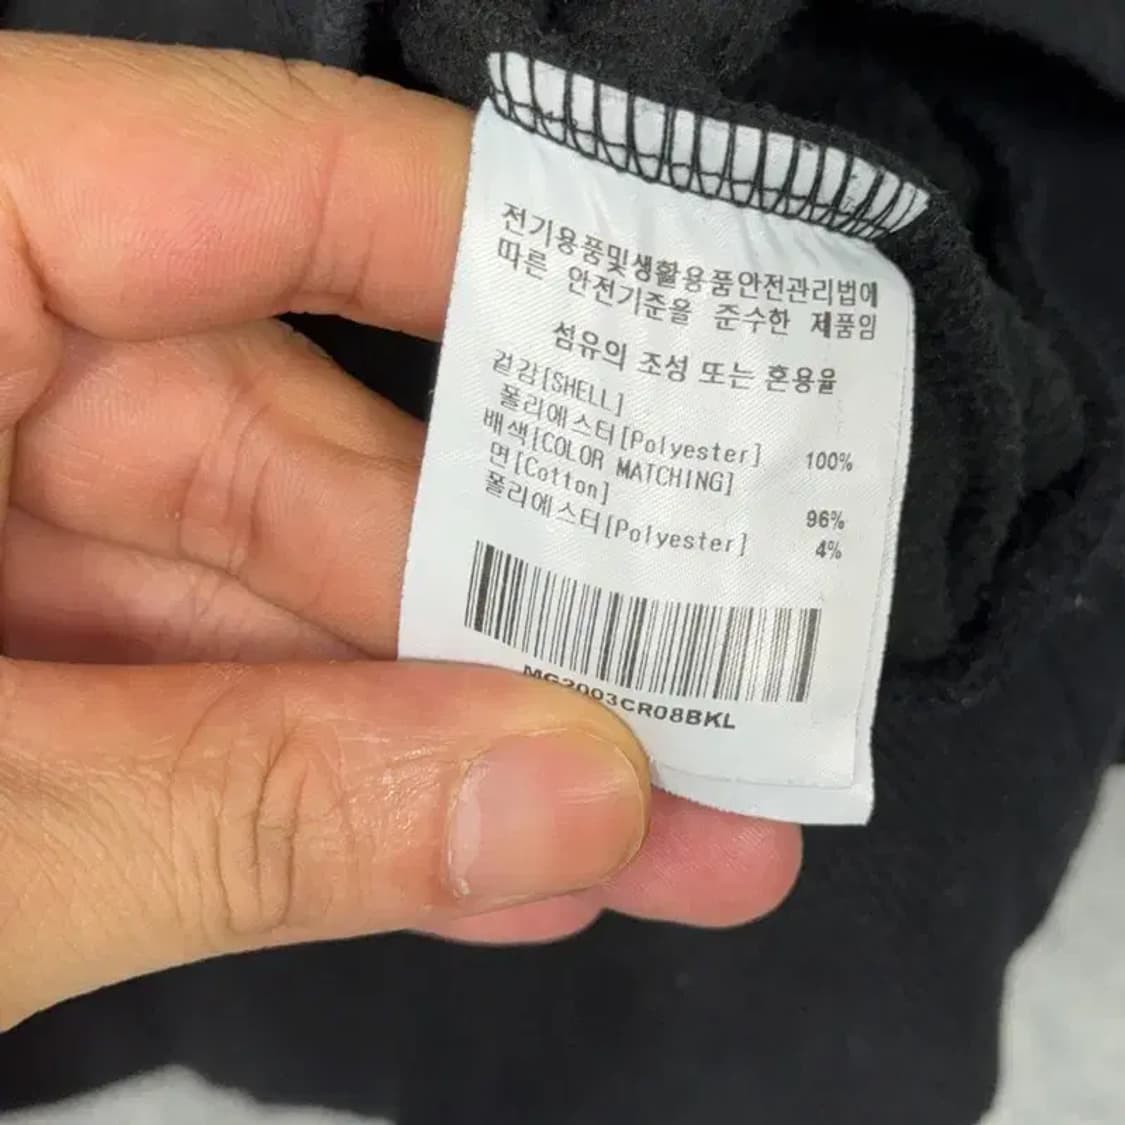 전기용품및생활용품안전관리법에
따른 안전기준을 준수한 제품임
섬유의 조성 또는 혼용율
겉감[SHELL]
폴리에스터[Polyester] 100%
배색[COLOR MATCHING]
면[Cotton] 96%
폴리에스터[Polyester] 4%
MG2003CR08BKL